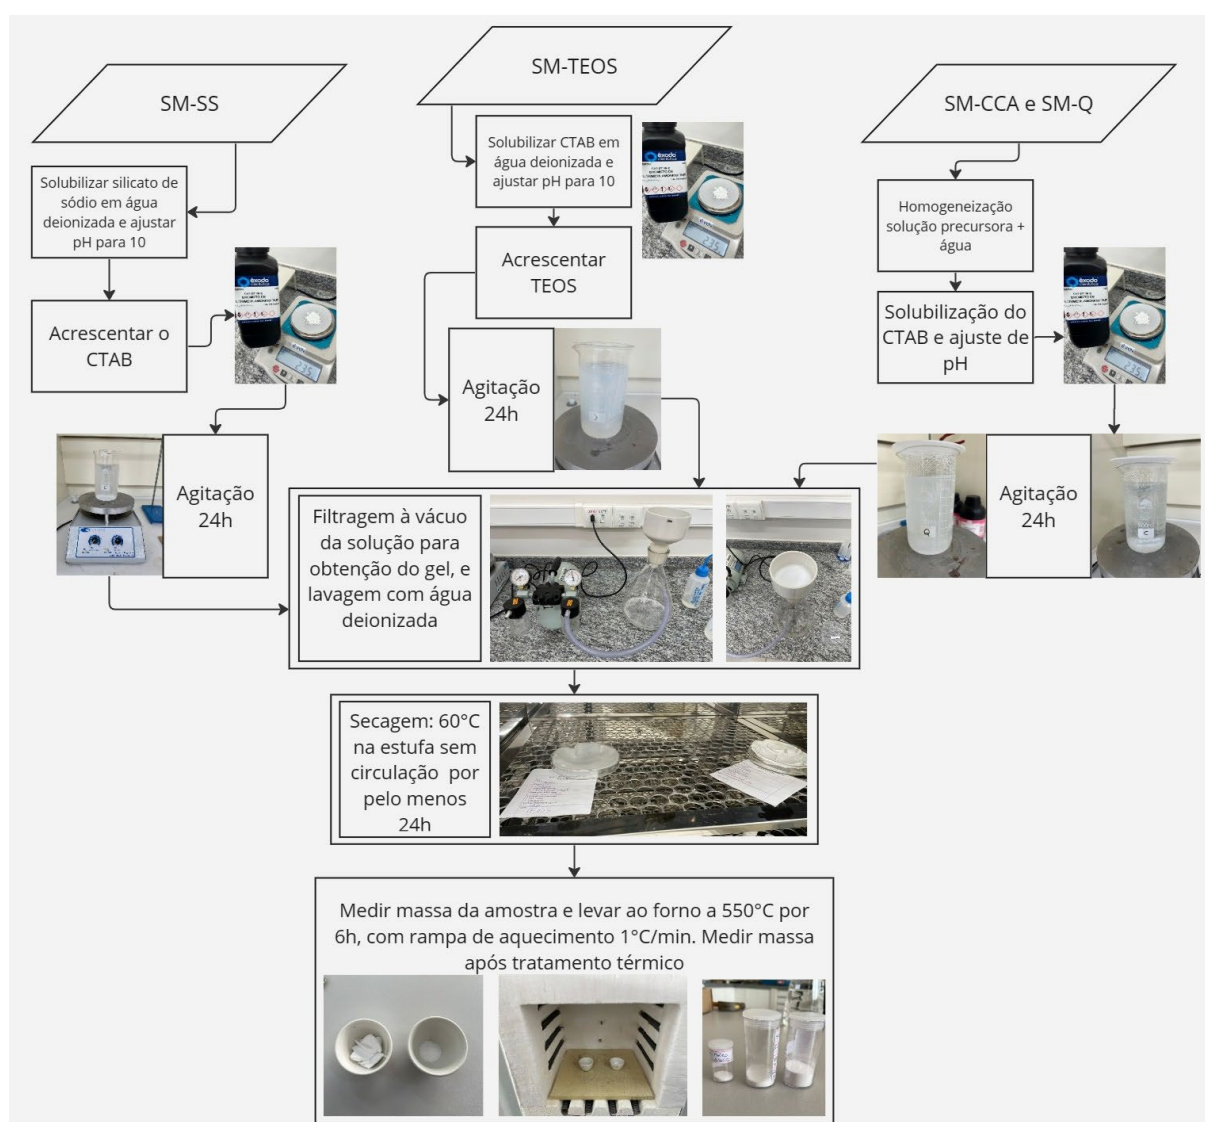 SM-SS
SM-TEOS
SM-CCA e SM-Q
Solubilizar silicato de
sódio em água
deionizada e ajustar
pH para 10
Acrescentar o
CTAB
êxodo
Agitação
24h
Solubilizar CTAB em
água deionizada e
ajustar pH para 10
êxodo
Acrescentar
TEOS
Agitação
24h
Homogeneização
solução precursora +
água
Solubilização do
CTAB e ajuste de
pH
êxodo
Q
Agitação
24h
C
Filtragem à vácuo
da solução para
obtenção do gel, e
lavagem com água
deionizada
Secagem: 60°C
na estufa sem
circulação por
pelo menos
24h
Medir massa da amostra e levar ao forno a 550°C por
6h, com rampa de aquecimento 1°C/min. Medir massa
após tratamento térmico